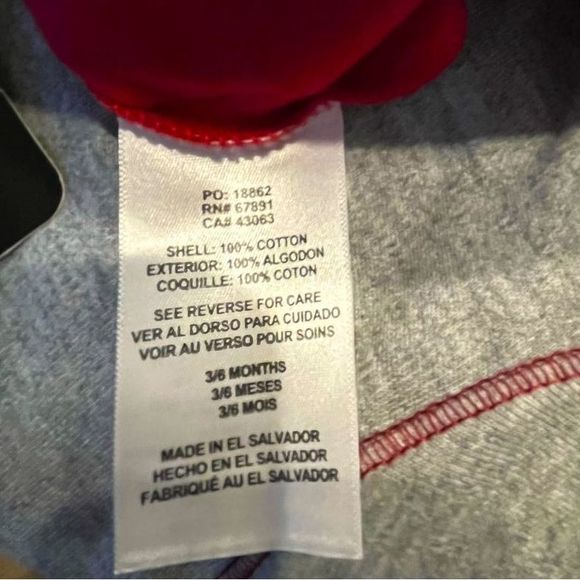 PO: 18862
RN# 67891
CA# 43063
SHELL: 100% COTTON
EXTERIOR: 100% ALGODON
COQUILLE: 100% COTON
SEE REVERSE FOR CARE
VER AL DORSO PARA CUIDADO
VOIR AU VERSO POUR SOINS
3/6 MONTHS
3/6 MESES
3/6 MOIS
MADE IN EL SALVADOR
HECHO EN EL SALVADOR
FABRIQUÉ AU EL SALVADOR